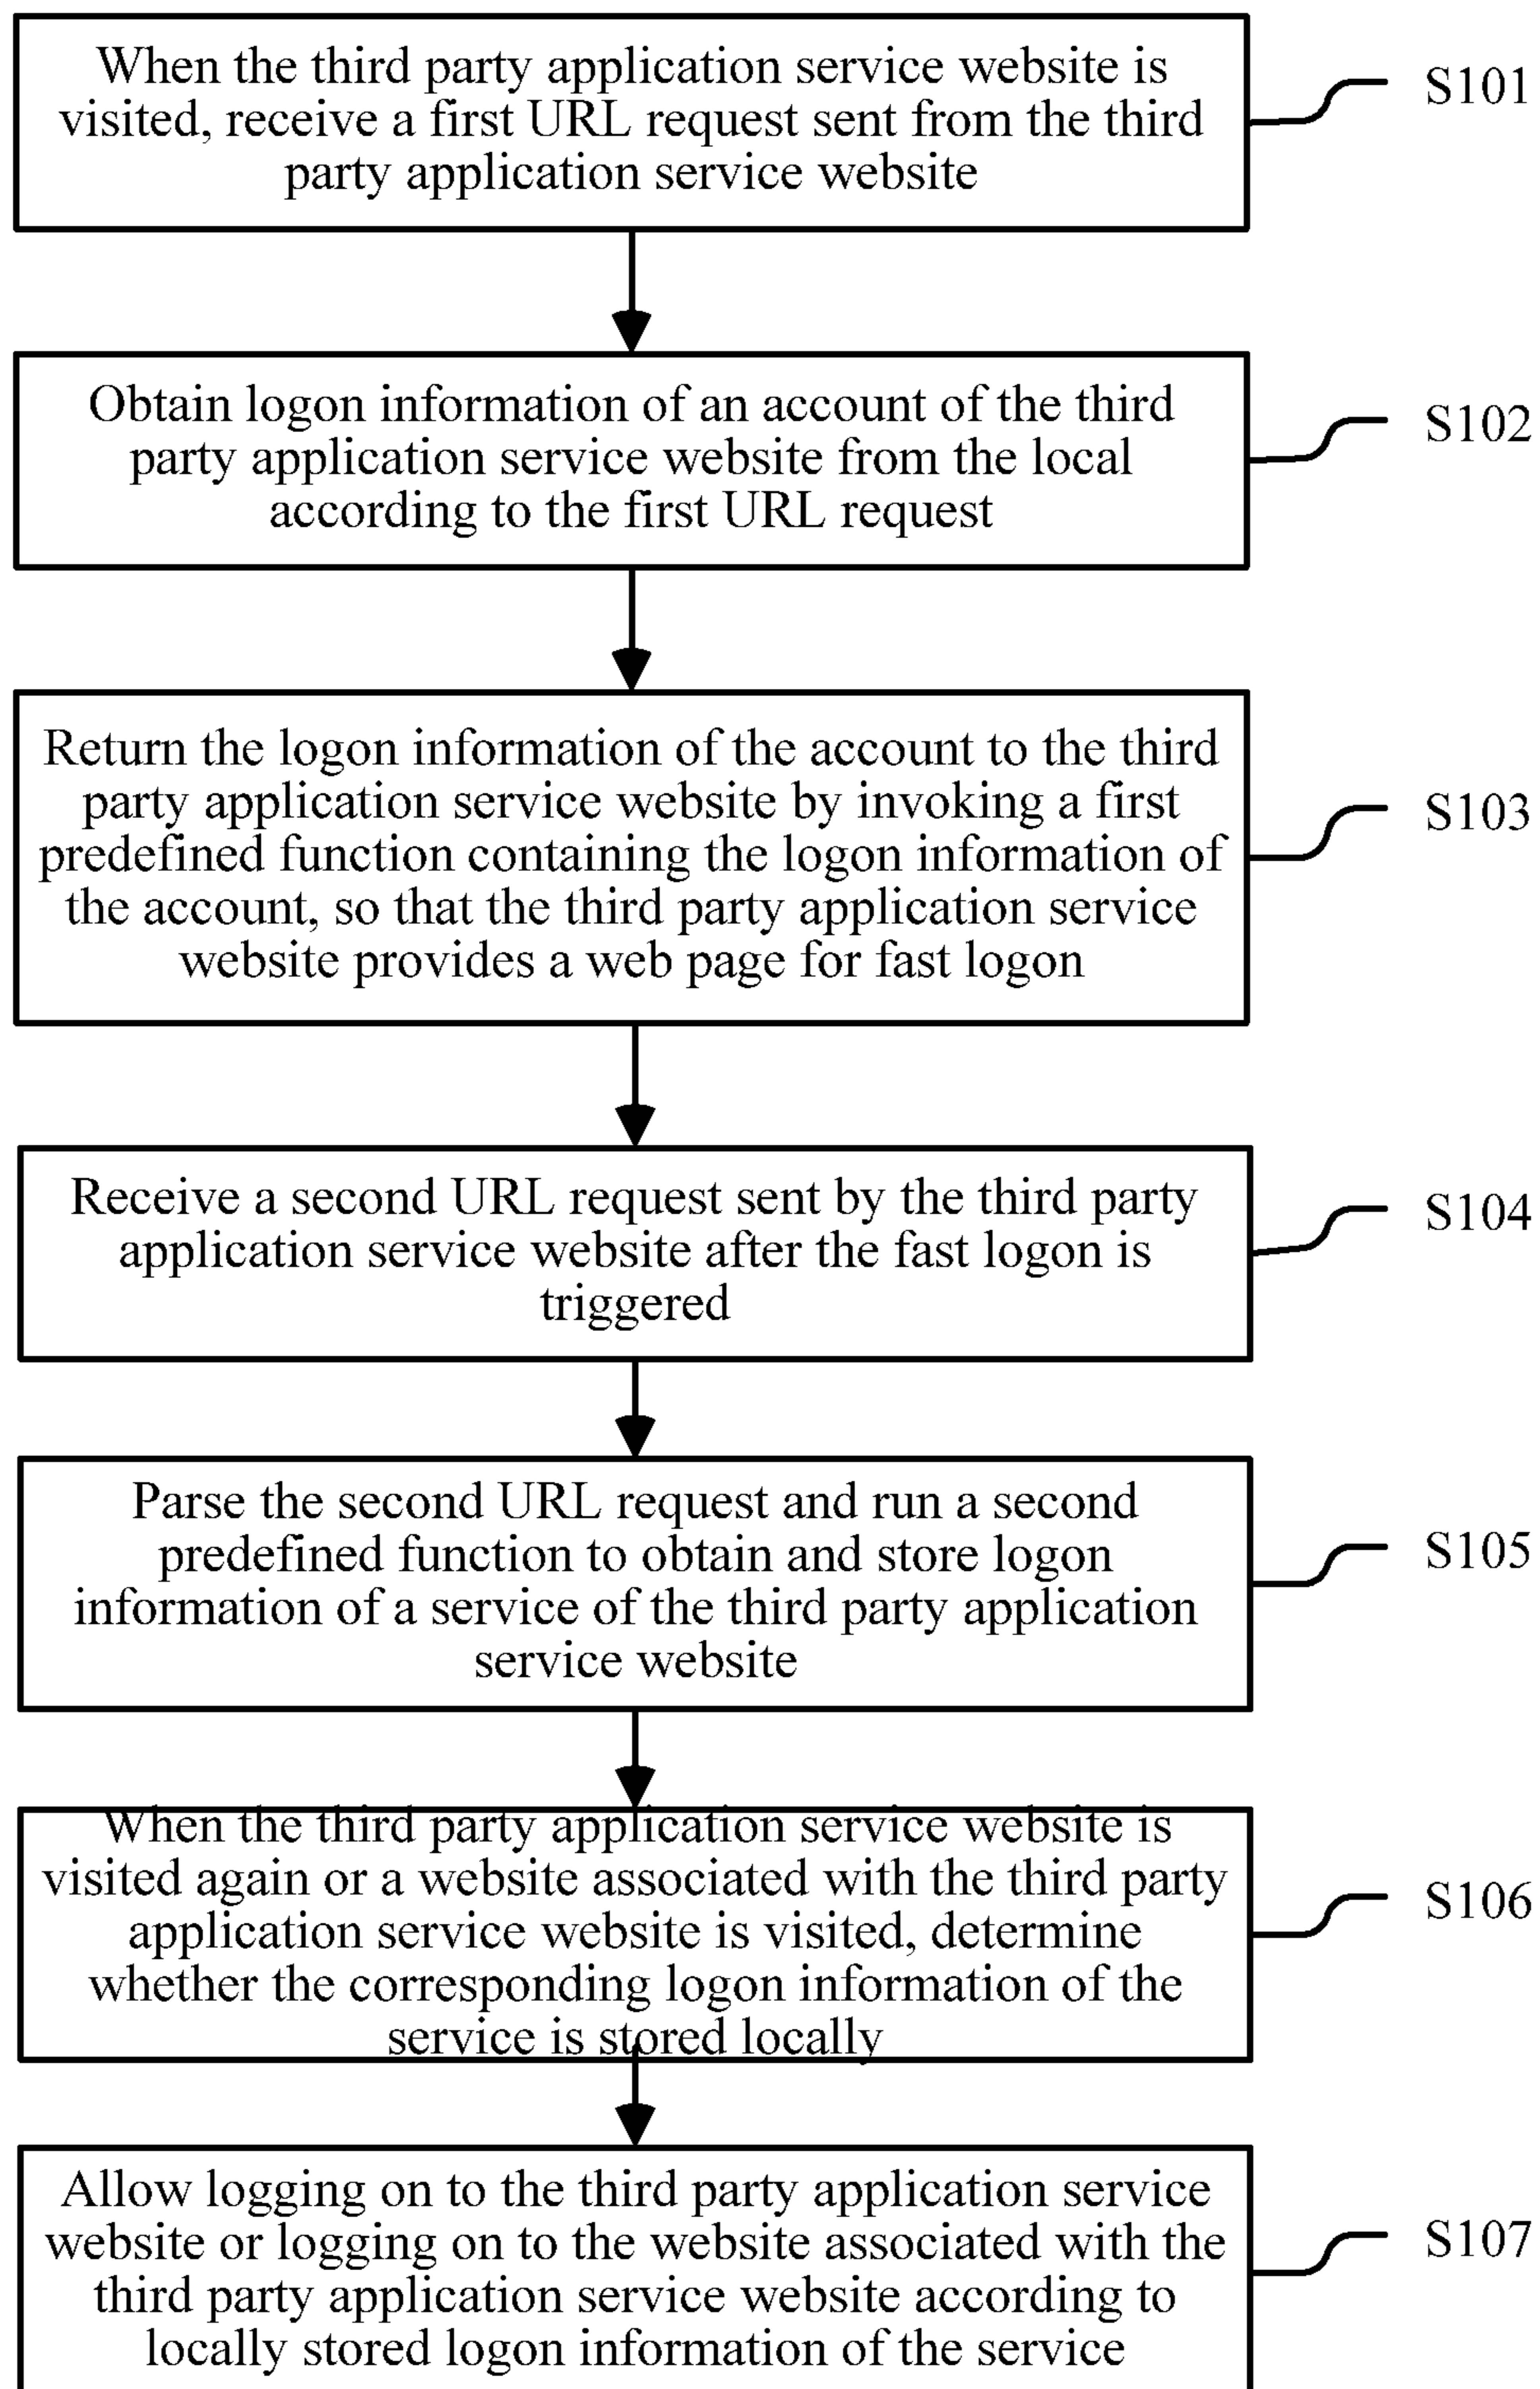 When the third party application service website is
visited, receive a first URL request sent from the third
party application service website
S101
Obtain logon information of an account of the third
party application service website from the local
according to the first URL request
S102
Return the logon information of the account to the third
party application service website by invoking a first
predefined function containing the logon information of
the account, so that the third party application service
website provides a web page for fast logon
S103
Receive a second URL request sent by the third party
application service website after the fast logon is
triggered
S104
Parse the second URL request and run a second
predefined function to obtain and store logon
information of a service of the third party application
service website
S105
When the third party application service website is
visited again or a website associated with the third party
application service website is visited, determine
whether the corresponding logon information of the
service is stored locally
S106
Allow logging on to the third party application service
website or logging on to the website associated with the
third party application service website according to
locally stored logon information of the service
S107